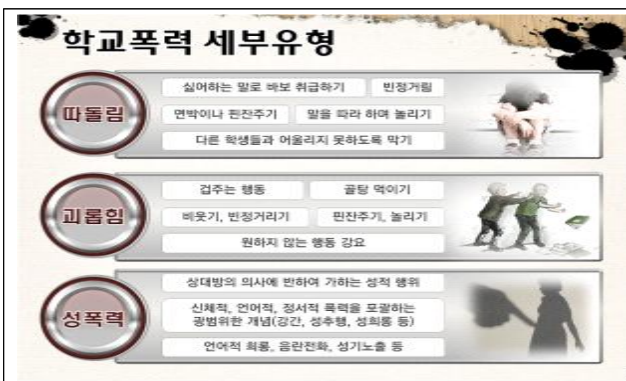 학교폭력 세부유형
따돌림
싫어하는 말로 바보 취급하기
빈정거림
면박이나 핀잔주기
말을 따라 하며 놀리기
다른 학생들과 어울리지 못하도록 막기
괴롭힘
겁주는 행동
골탕 먹이기
비웃기, 빈정거리기
핀잔주기, 놀리기
원하지 않는 행동 강요
성폭력
상대방의 의사에 반하여 가하는 성적 행위
신체적, 언어적, 정서적 폭력을 포괄하는
광범위한 개념(강간, 성추행, 성희롱 등)
언어적 희롱, 음란전화, 성기노출 등